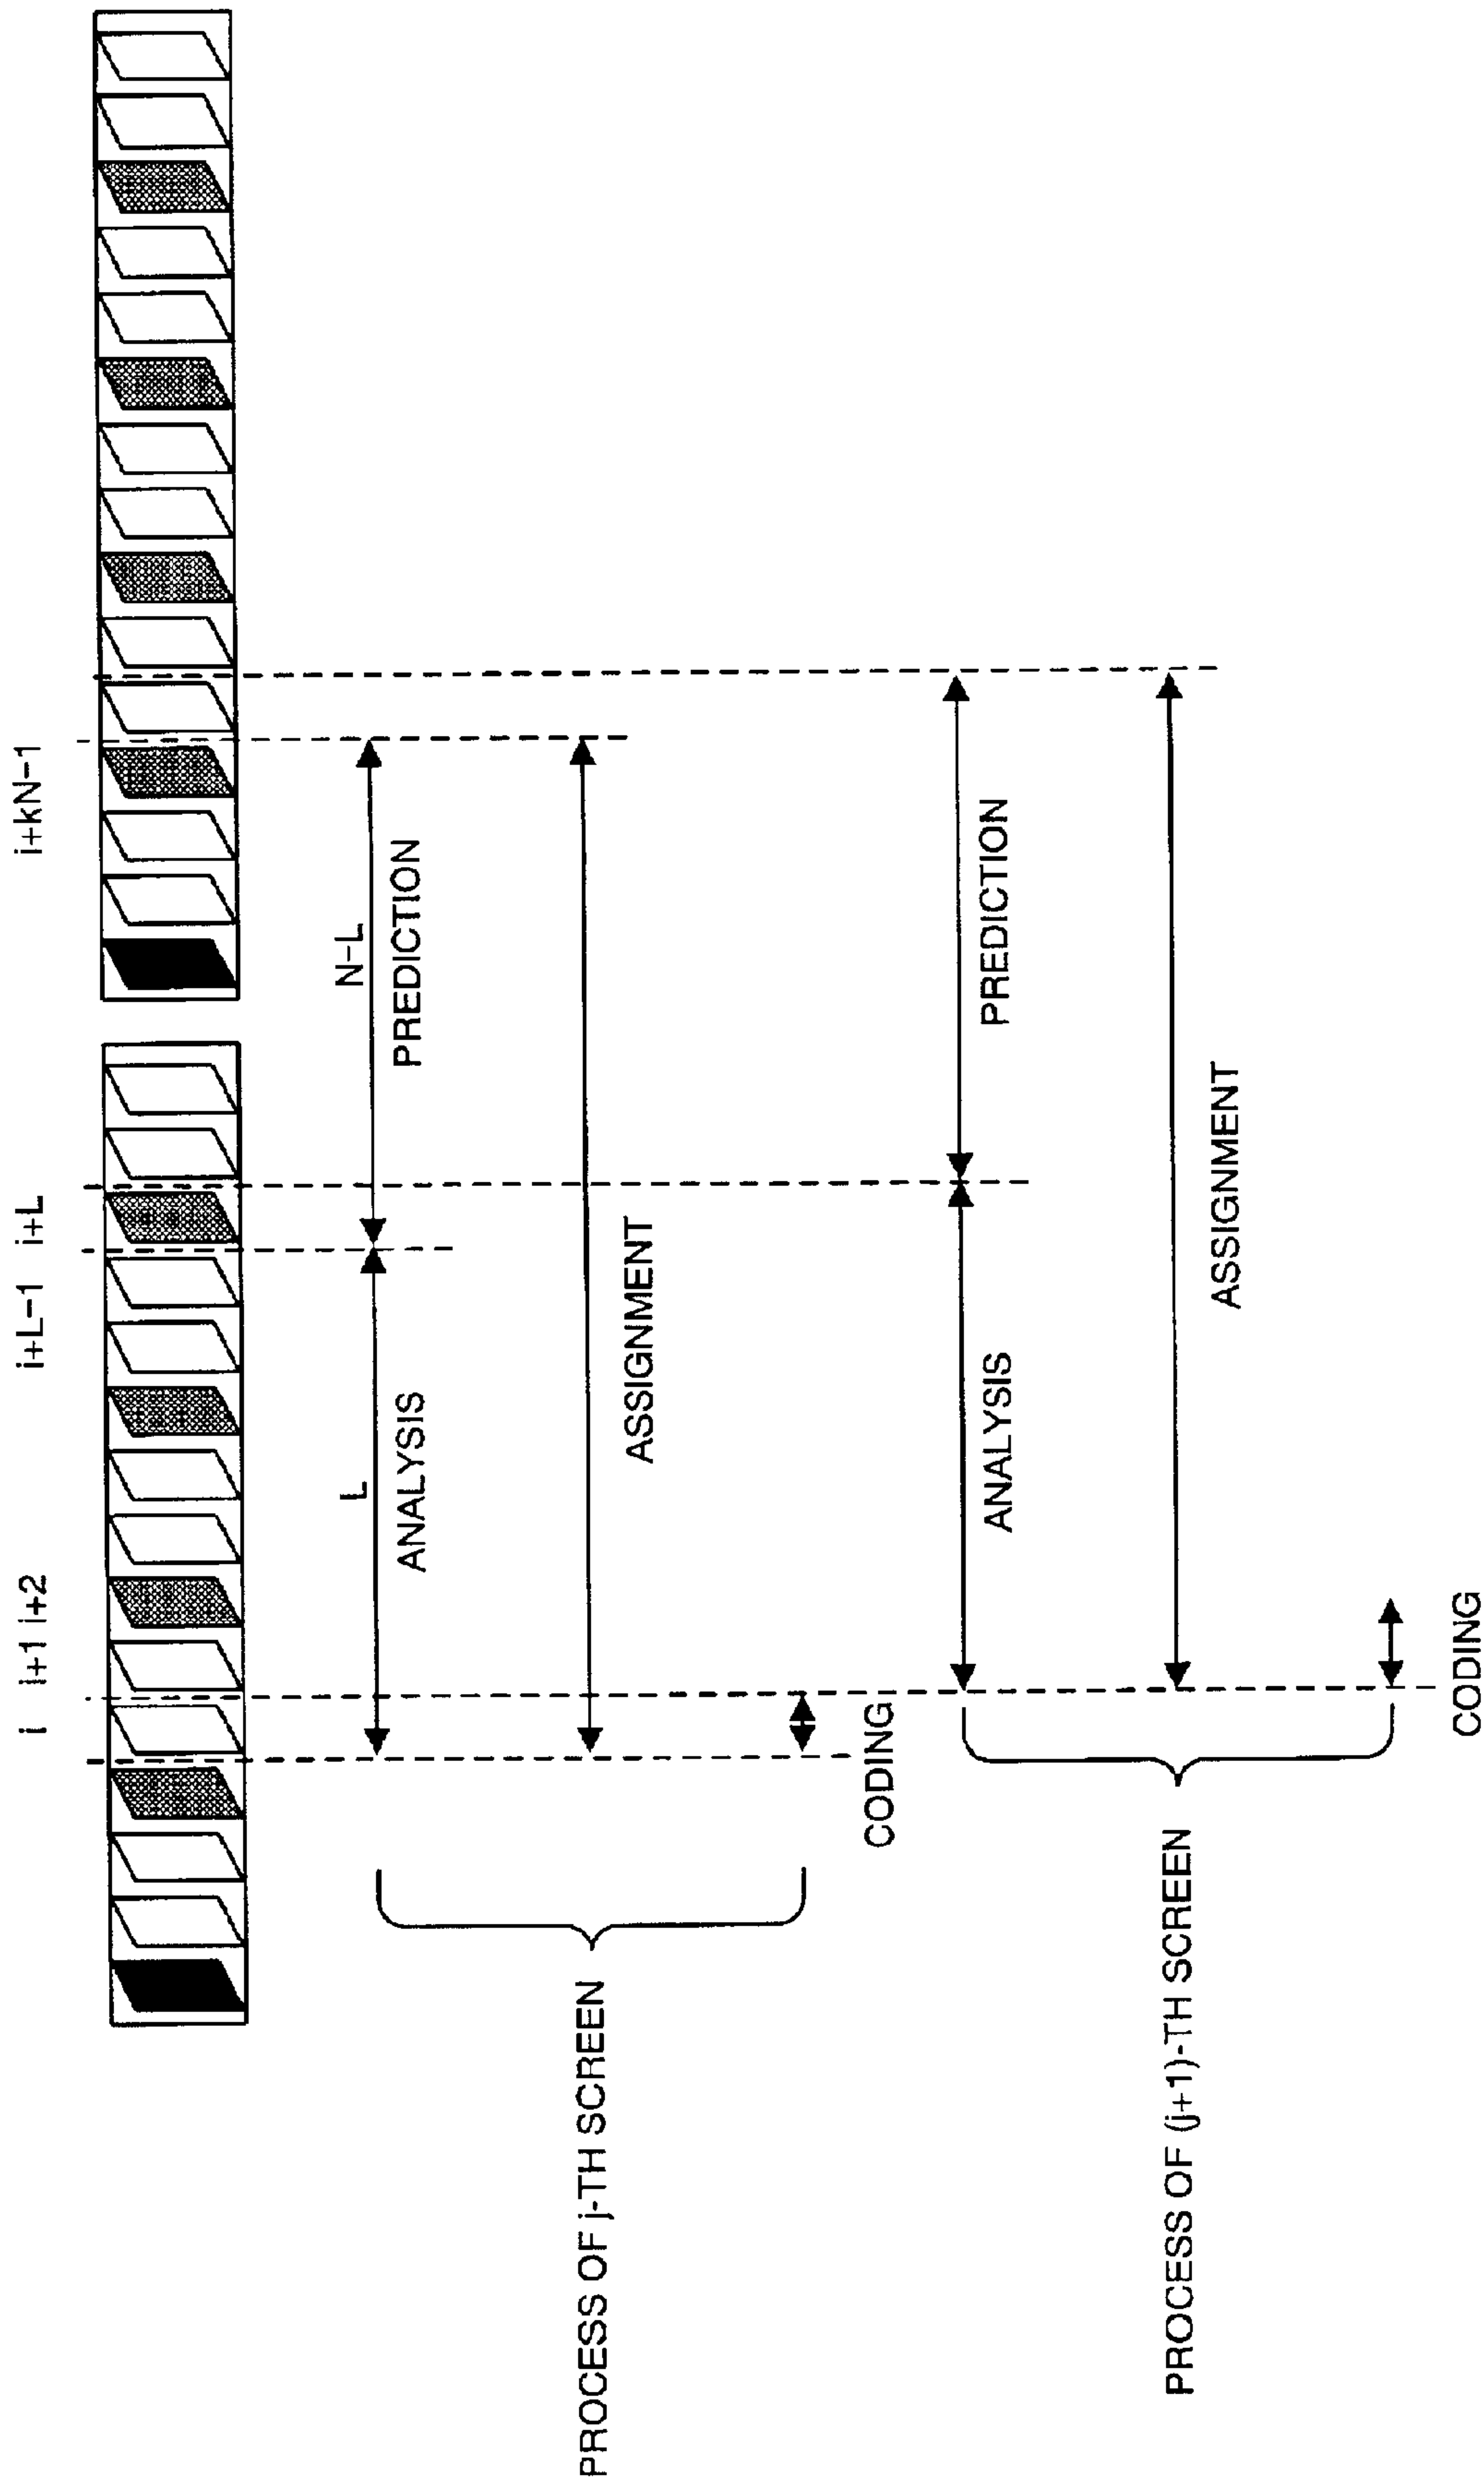 i i+1 i+2 i+L-1 i+L i+kN-1
L N-L
ANALYSIS PREDICTION
ASSIGNMENT
CODING
PROCESS OF j-TH SCREEN
ANALYSIS PREDICTION
ASSIGNMENT
CODING
PROCESS OF (j+1)-TH SCREEN